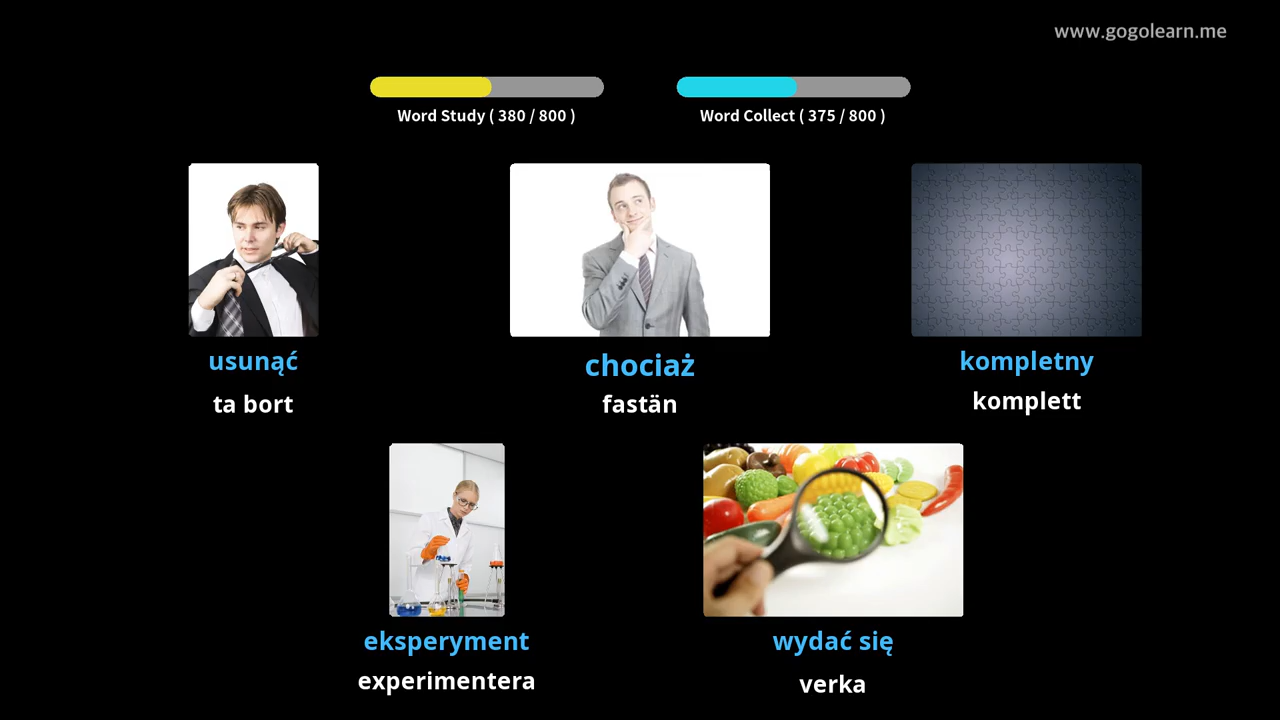 www.gogolearn.me
Word Study ( 380 / 800 )
Word Collect ( 375 / 800 )
usunąć
ta bort
chociaż
fastän
kompletny
komplett
eksperyment
experimentera
wydać się
verka